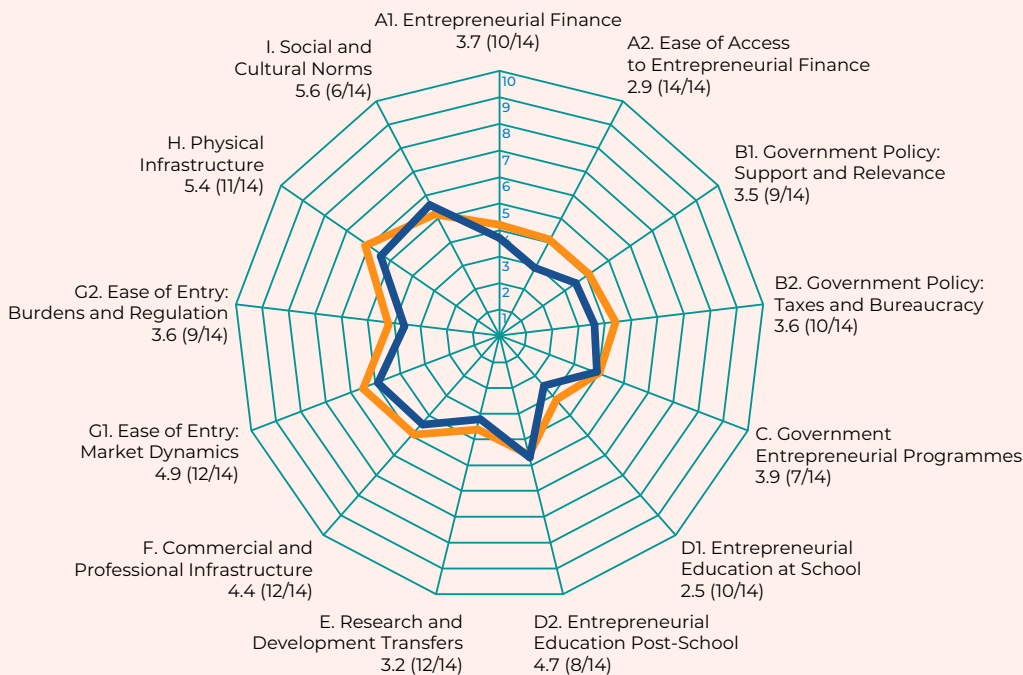 A1. Entrepreneurial Finance
3.7 (10/14)
A2. Ease of Access
to Entrepreneurial Finance
2.9 (14/14)
B1. Government Policy:
Support and Relevance
3.5 (9/14)
B2. Government Policy:
Taxes and Bureaucracy
3.6 (10/14)
C. Government
Entrepreneurial Programmes
3.9 (7/14)
D1. Entrepreneurial
Education at School
2.5 (10/14)
D2. Entrepreneurial
Education Post-School
4.7 (8/14)
E. Research and
Development Transfers
3.2 (12/14)
F. Commercial and
Professional Infrastructure
4.4 (12/14)
G1. Ease of Entry:
Market Dynamics
4.9 (12/14)
G2. Ease of Entry:
Burdens and Regulation
3.6 (9/14)
H. Physical
Infrastructure
5.4 (11/14)
I. Social and
Cultural Norms
5.6 (6/14)
10
9
8
7
6
5
3
2
1